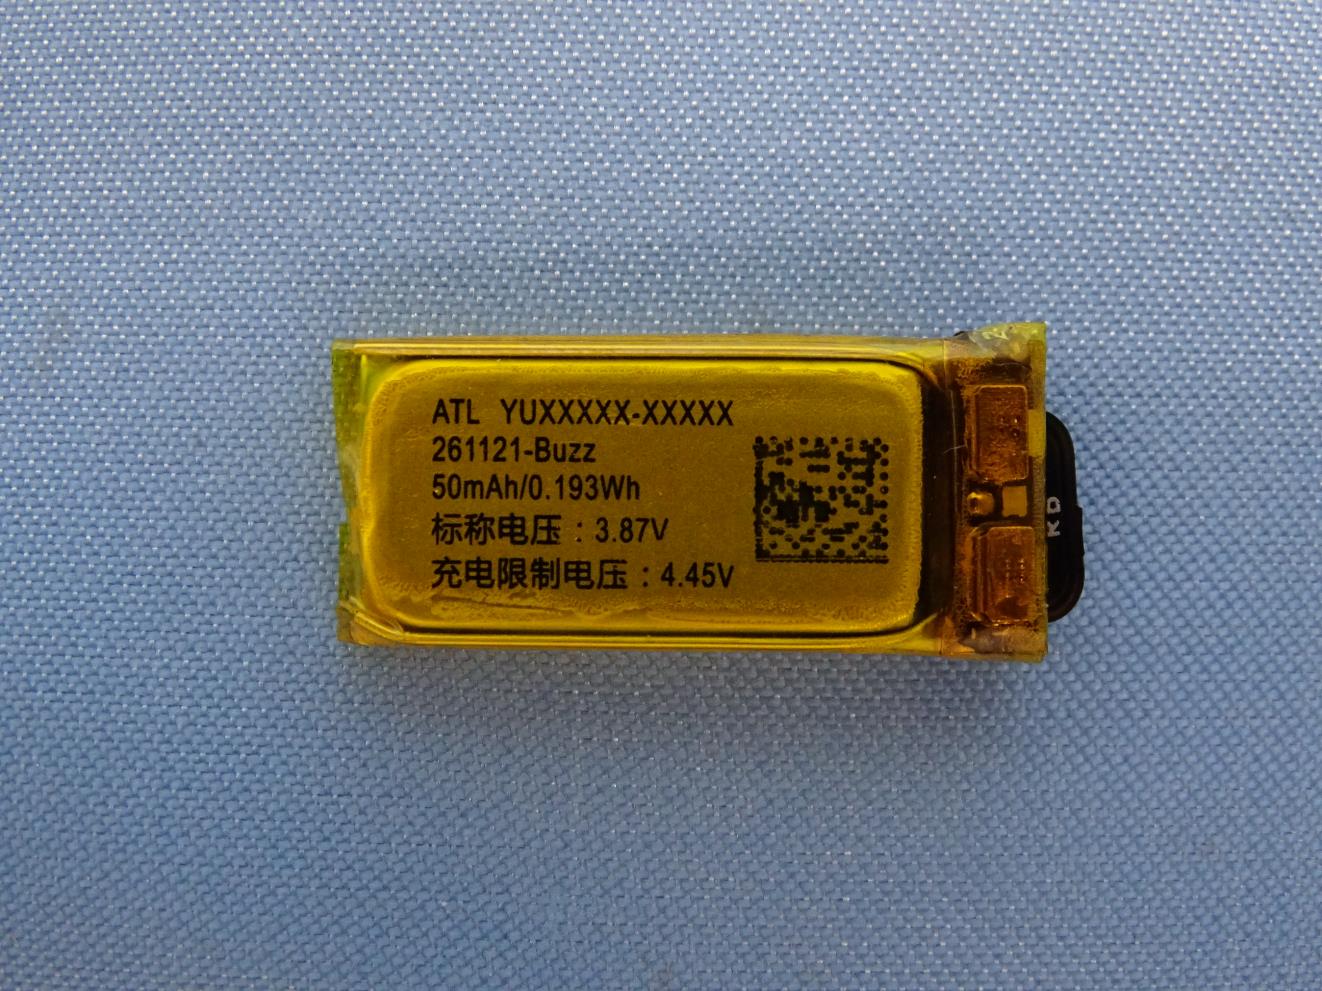 ATL YUXXXXX-XXXXX
261121-Buzz
50mAh/0.193Wh
标称电压：3.87V
充电限制电压：4.45V
KD